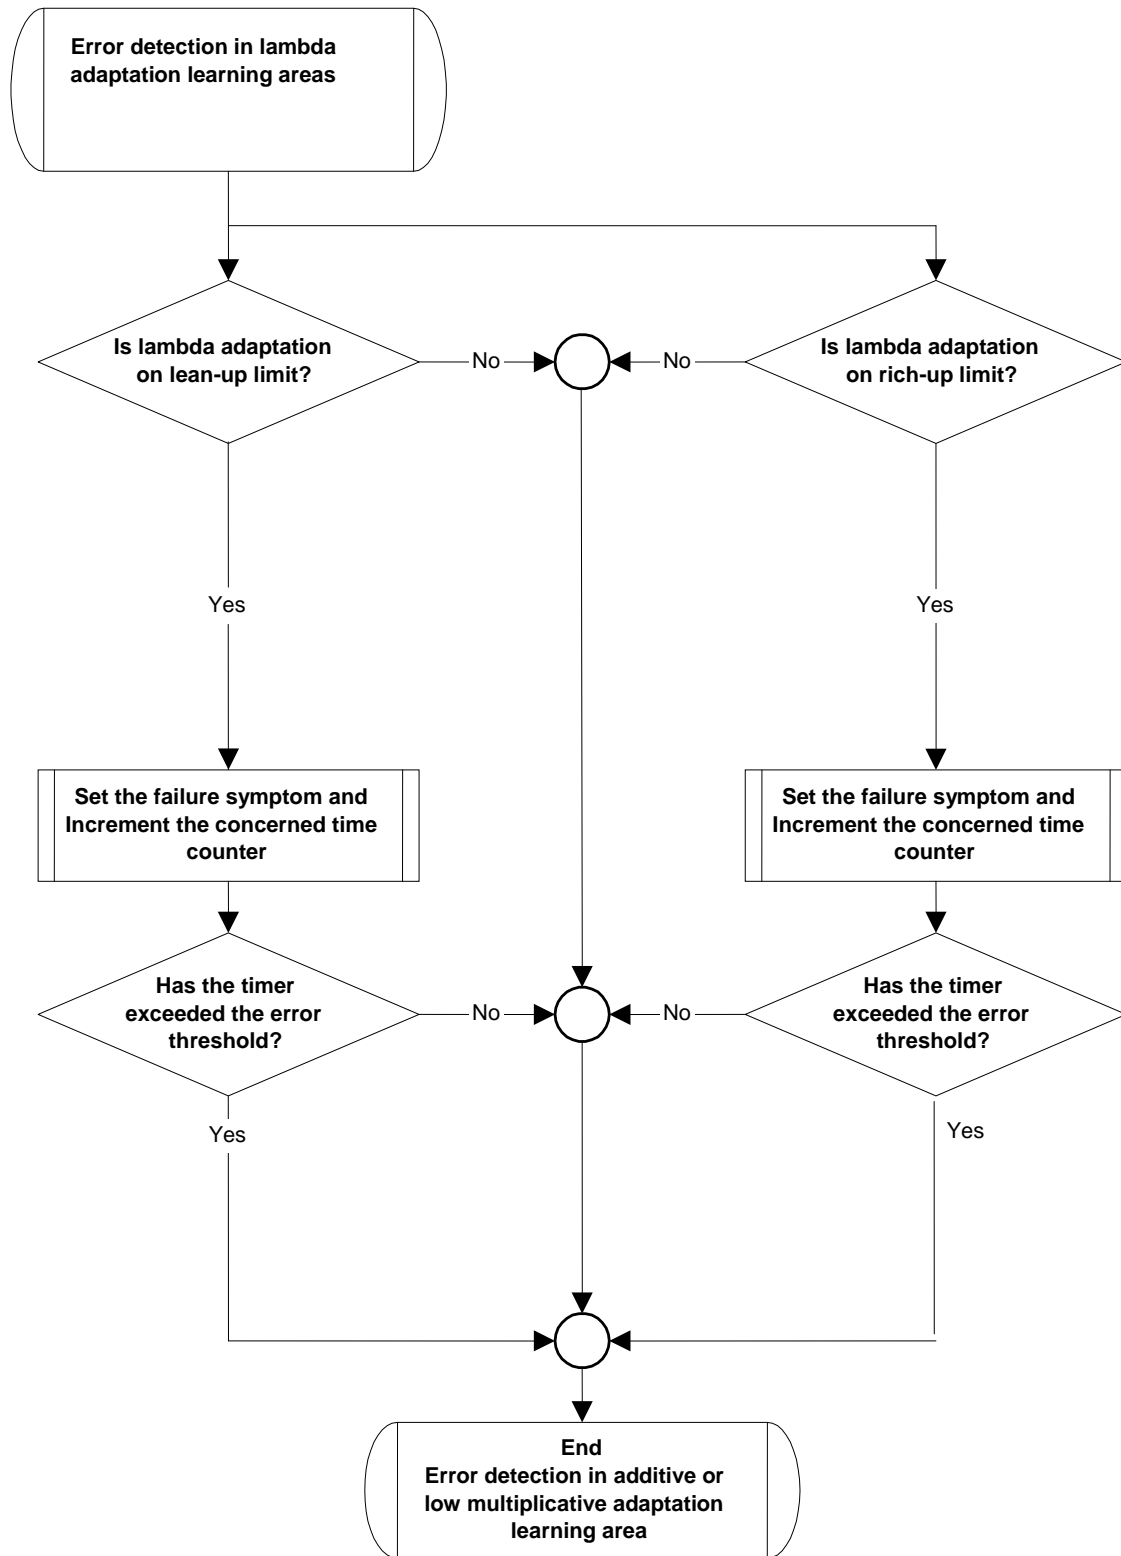 Error detection in lambda
adaptation learning areas
Is lambda adaptation
on lean-up limit?
No
No
Is lambda adaptation
on rich-up limit?
Yes
Yes
Set the failure symptom and
Increment the concerned time
counter
Set the failure symptom and
Increment the concerned time
counter
Has the timer
exceeded the error
threshold?
No
No
Has the timer
exceeded the error
threshold?
Yes
Yes
End
Error detection in additive or
low multiplicative adaptation
learning area